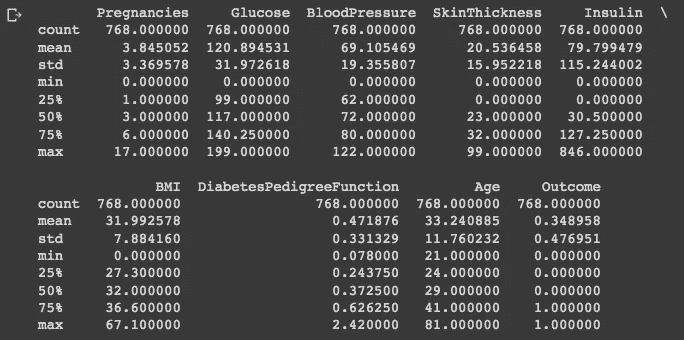 Pregnancies Glucose BloodPressure SkinThickness Insulin \
count 768.000000 768.000000 768.000000 768.000000 768.000000
mean 3.845052 120.894531 69.105469 20.536458 79.799479
std 3.369578 31.972618 19.355807 15.952218 115.244002
min 0.000000 0.000000 0.000000 0.000000 0.000000
25% 1.000000 99.000000 62.000000 0.000000 0.000000
50% 3.000000 117.000000 72.000000 23.000000 30.500000
75% 6.000000 140.250000 80.000000 32.000000 127.250000
max 17.000000 199.000000 122.000000 99.000000 846.000000
BMI DiabetesPedigreeFunction Age Outcome
count 768.000000 768.000000 768.000000 768.000000
mean 31.992578 0.471876 33.240885 0.348958
std 7.884160 0.331329 11.760232 0.476951
min 0.000000 0.078000 21.000000 0.000000
25% 27.300000 0.243750 24.000000 0.000000
50% 32.000000 0.372500 29.000000 0.000000
75% 36.600000 0.626250 41.000000 1.000000
max 67.100000 2.420000 81.000000 1.000000